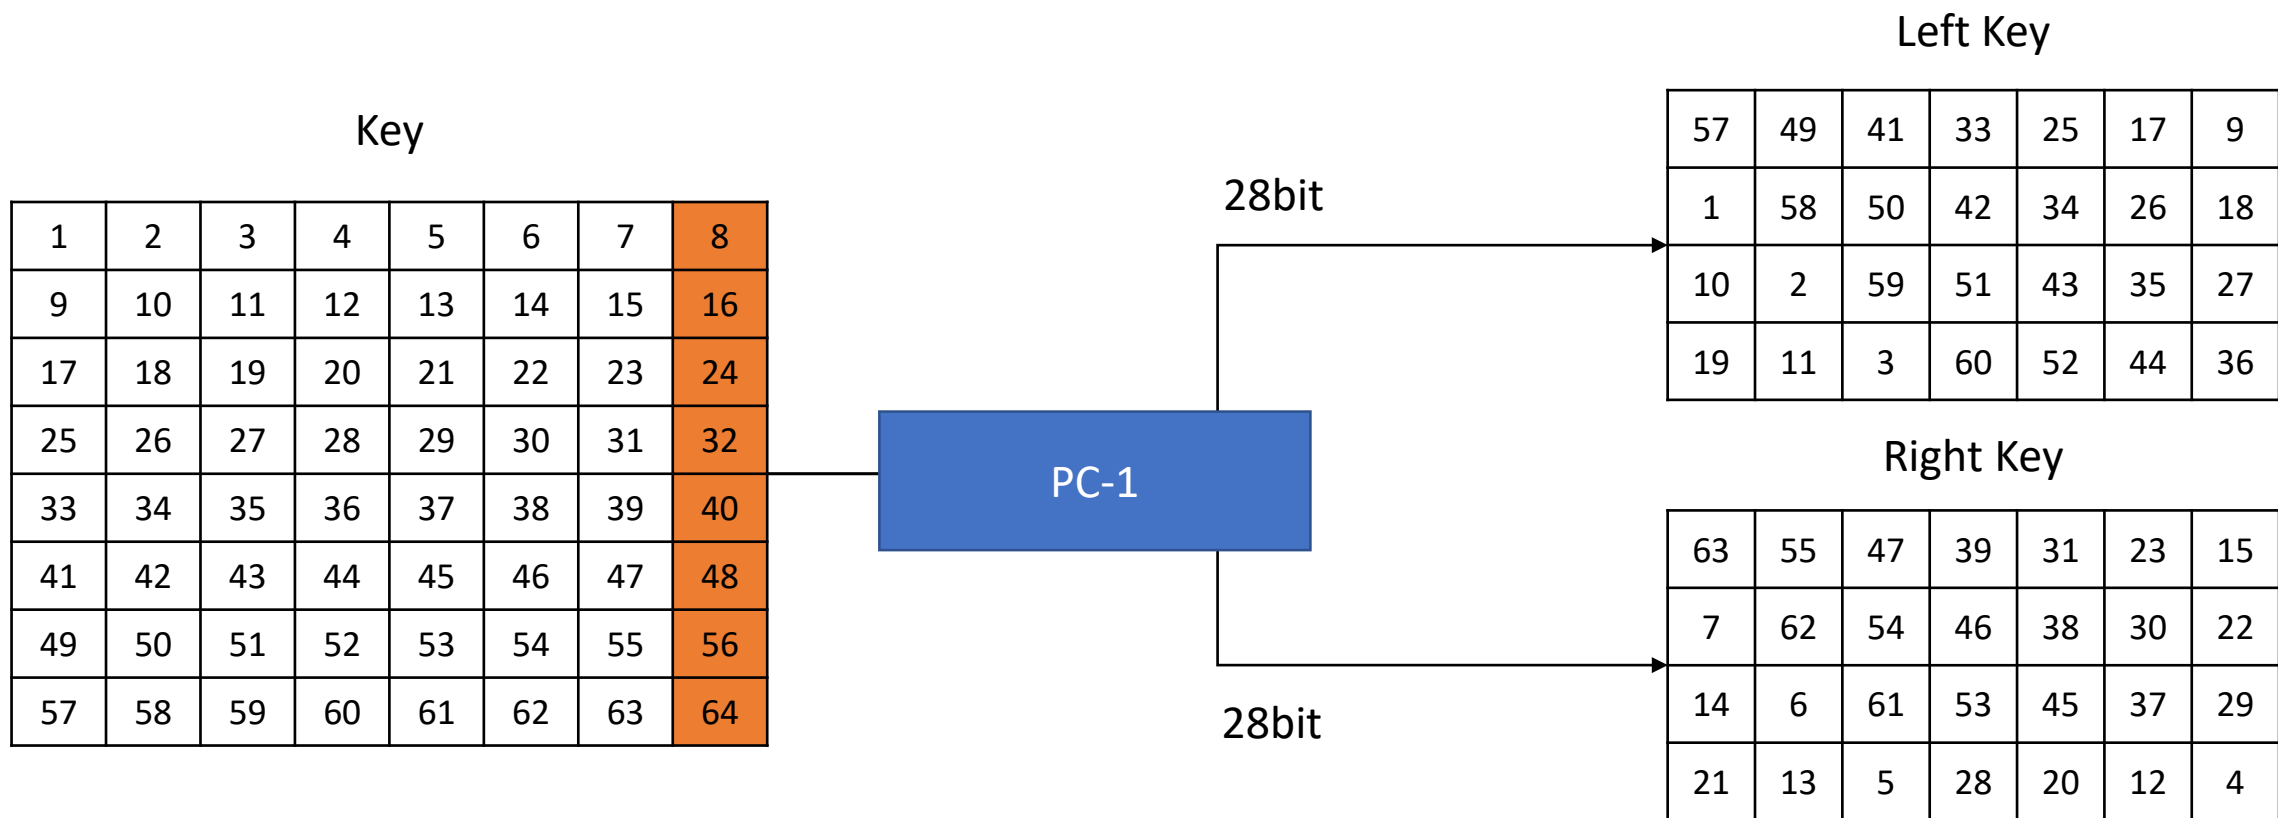 Key
1 2 3 4 5 6 7 8
9 10 11 12 13 14 15 16
17 18 19 20 21 22 23 24
25 26 27 28 29 30 31 32
33 34 35 36 37 38 39 40
41 42 43 44 45 46 47 48
49 50 51 52 53 54 55 56
57 58 59 60 61 62 63 64
PC-1
28bit
28bit
Left Key
57 49 41 33 25 17 9
1 58 50 42 34 26 18
10 2 59 51 43 35 27
19 11 3 60 52 44 36
Right Key
63 55 47 39 31 23 15
7 62 54 46 38 30 22
14 6 61 53 45 37 29
21 13 5 28 20 12 4